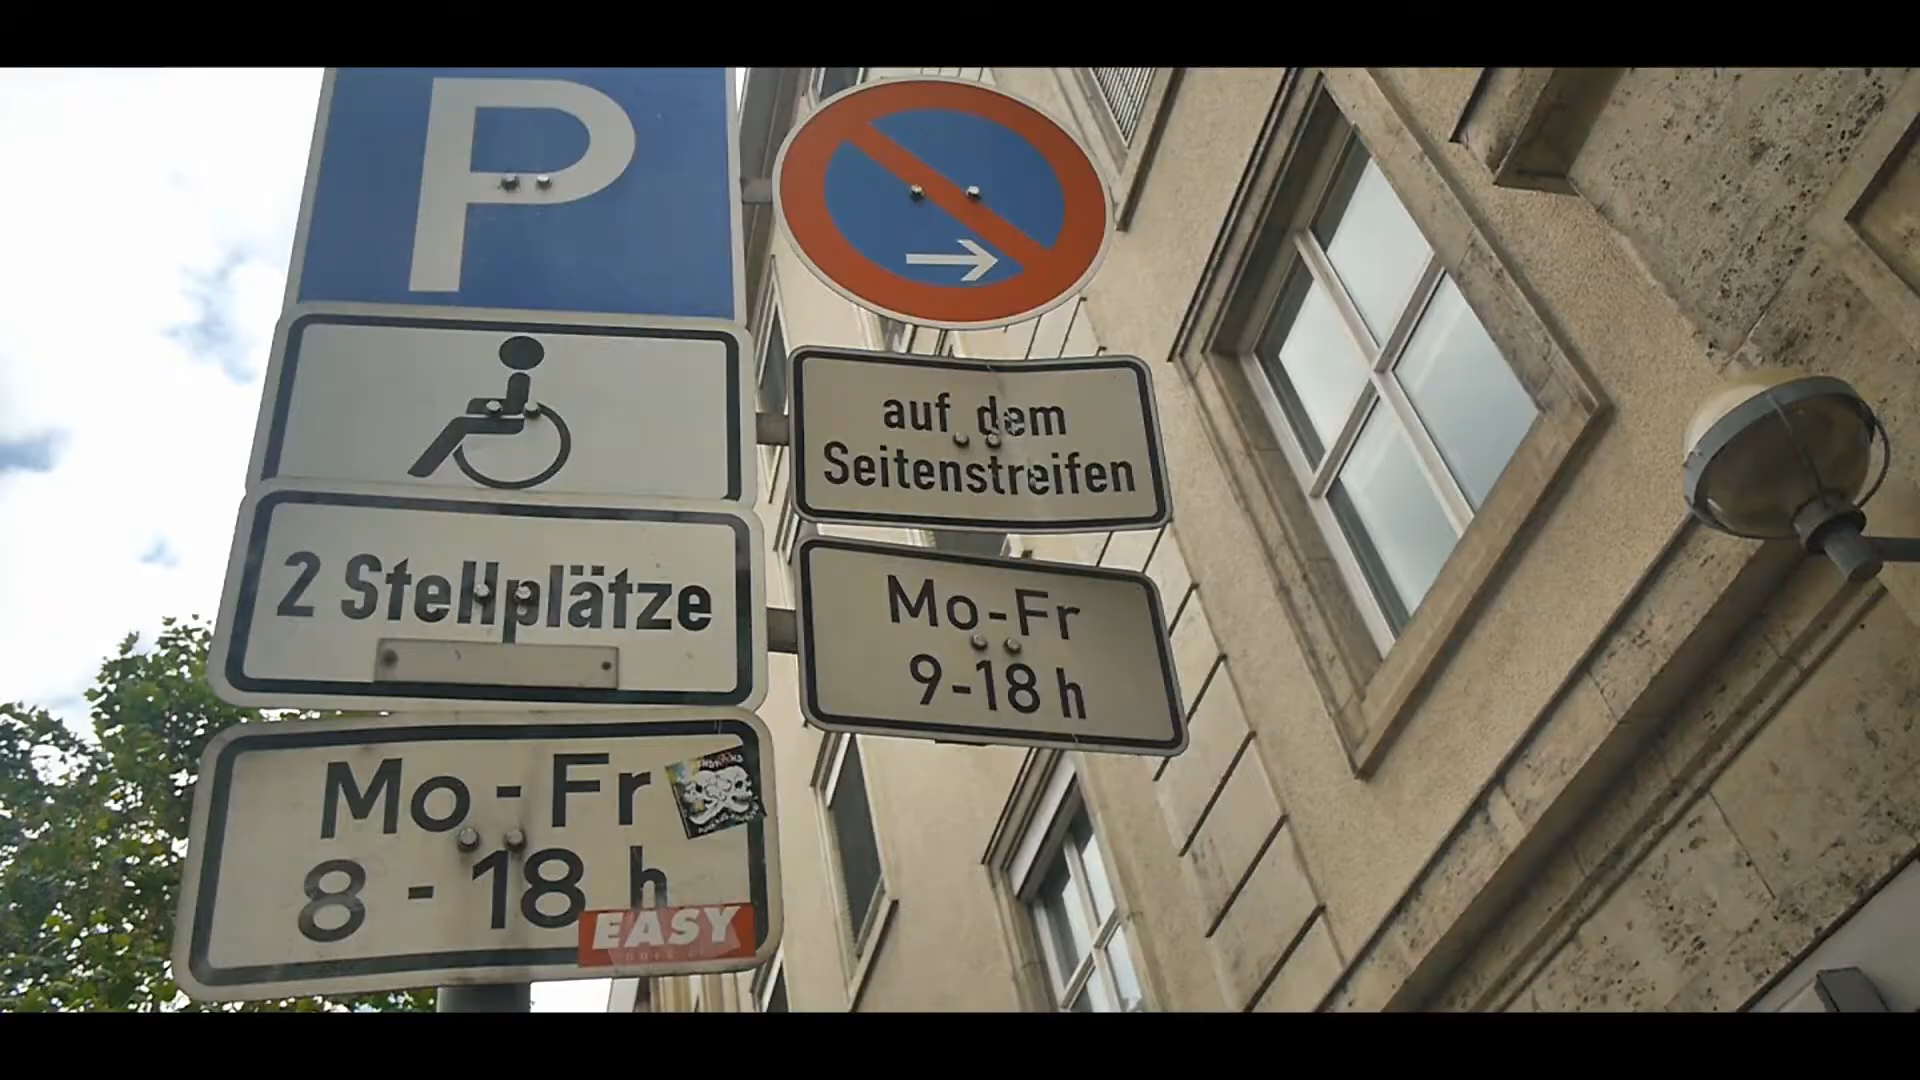 P
2 Stellplätze
Mo - Fr
8 - 18 h
EASY
auf dem
Seitenstreifen
Mo-Fr
9-18 h